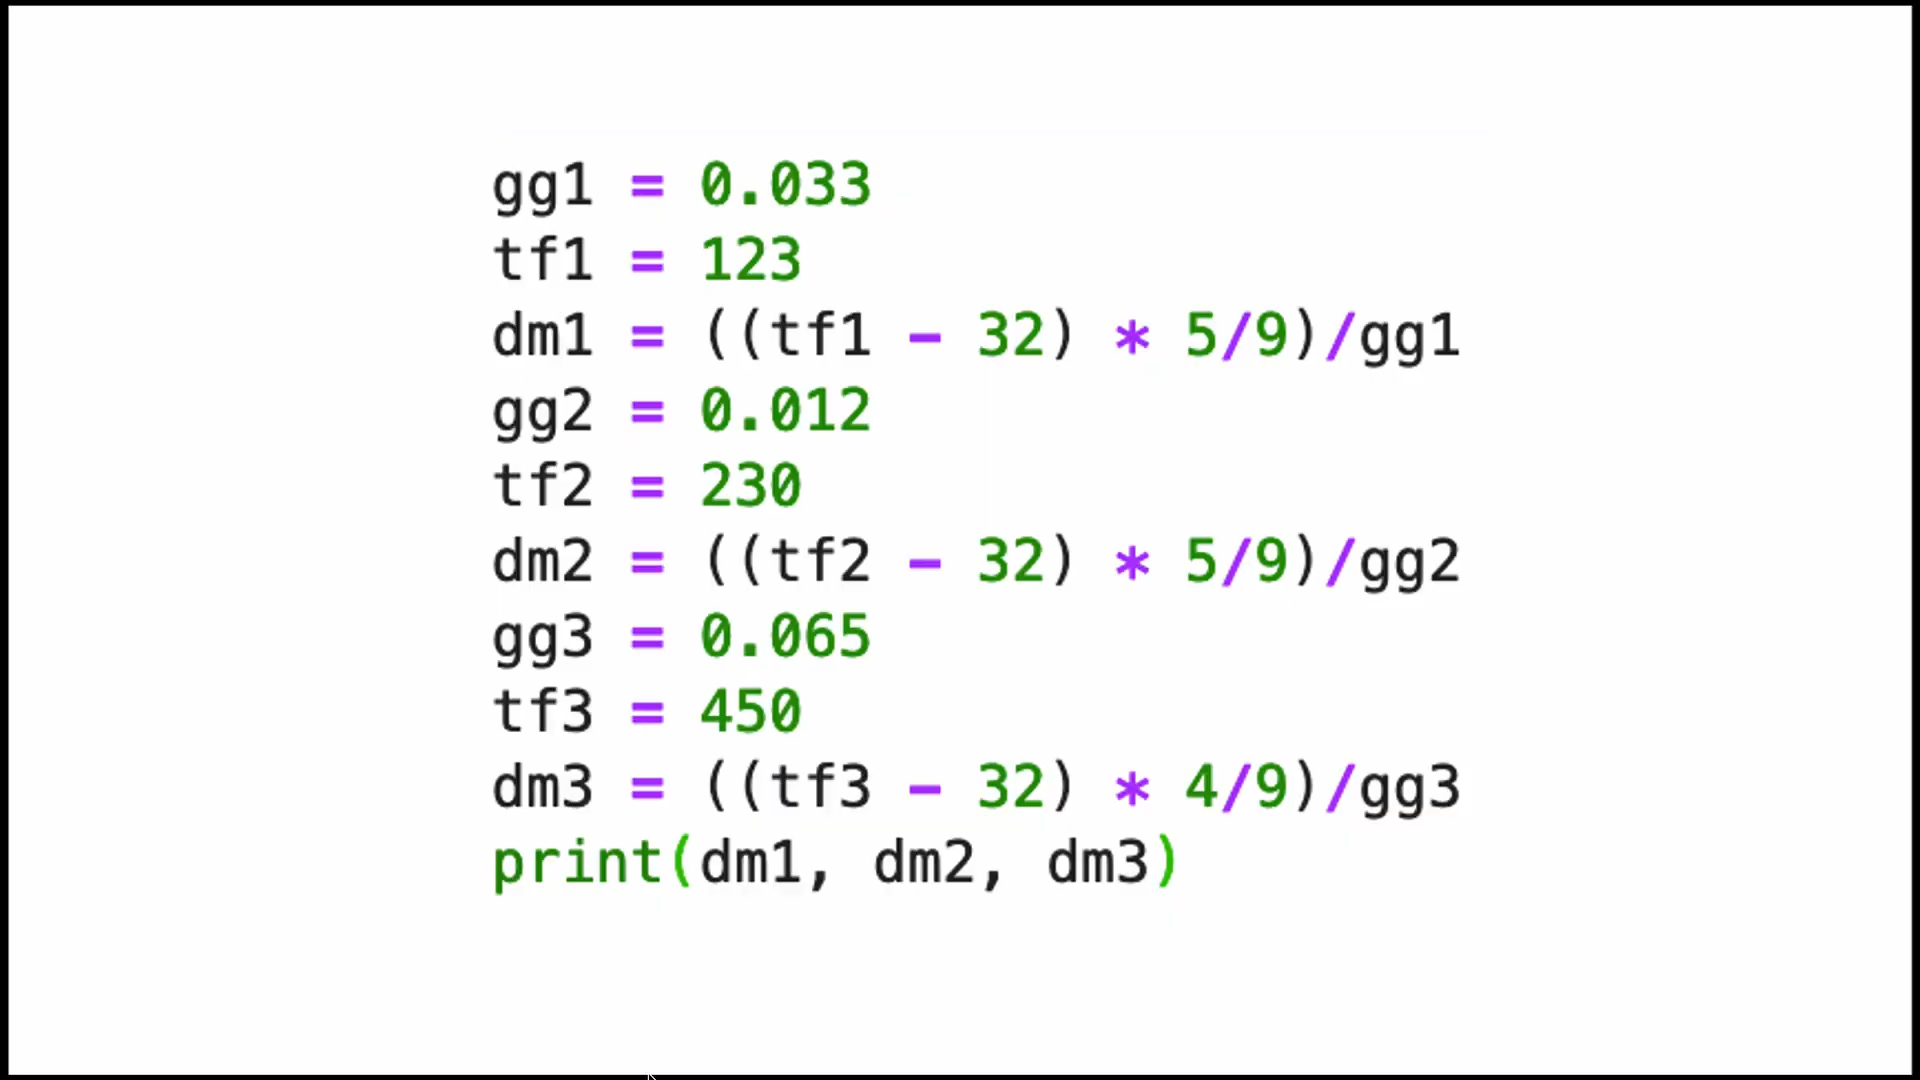 gg1 = 0.033
tf1 = 123
dm1 = ((tf1 - 32) * 5/9)/gg1
gg2 = 0.012
tf2 = 230
dm2 = ((tf2 - 32) * 5/9)/gg2
gg3 = 0.065
tf3 = 450
dm3 = ((tf3 - 32) * 4/9)/gg3
print(dm1, dm2, dm3)